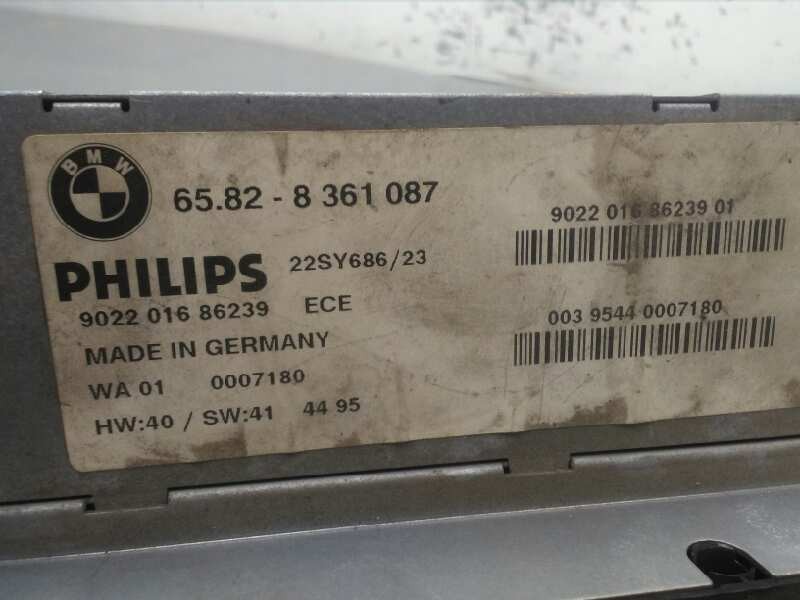 BMW
65.82 - 8 361 087
PHILIPS 22SY686/23
9022 016 86239 ECE
MADE IN GERMANY
WA 01 0007180
HW:40 / SW:41 44 95
9022 016 86239 01
003 9544 0007180